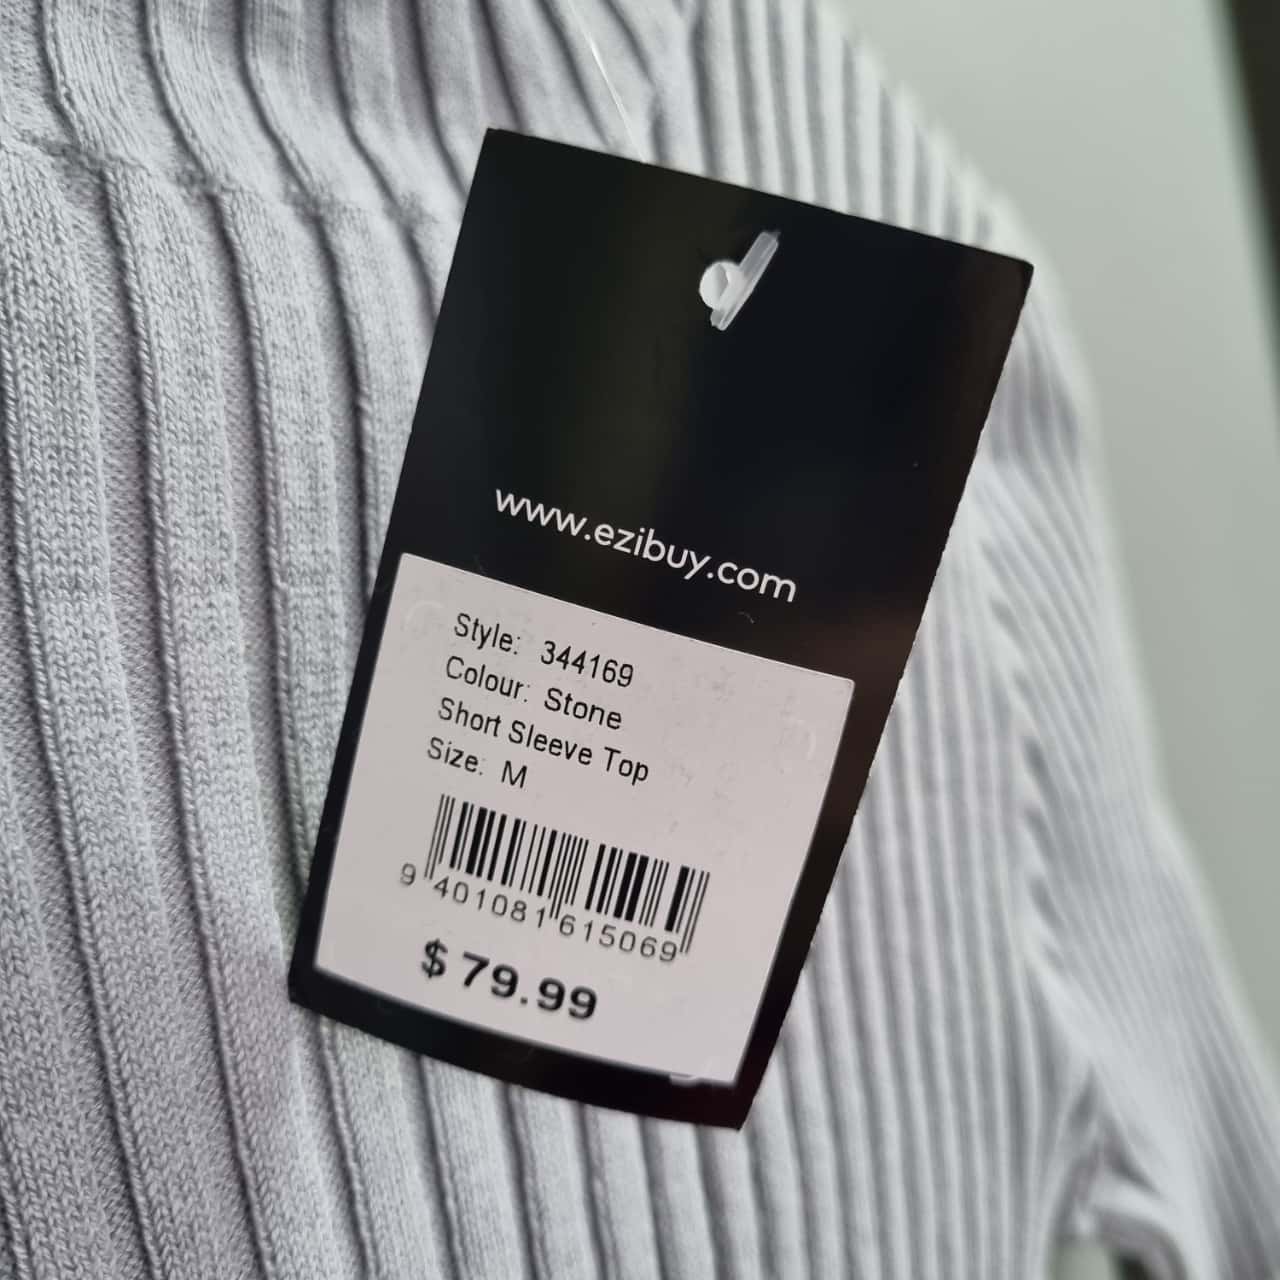 www.ezibuy.com
Style: 344169
Colour: Stone
Short Sleeve Top
Size: M
9 401081 615069
$ 79.99